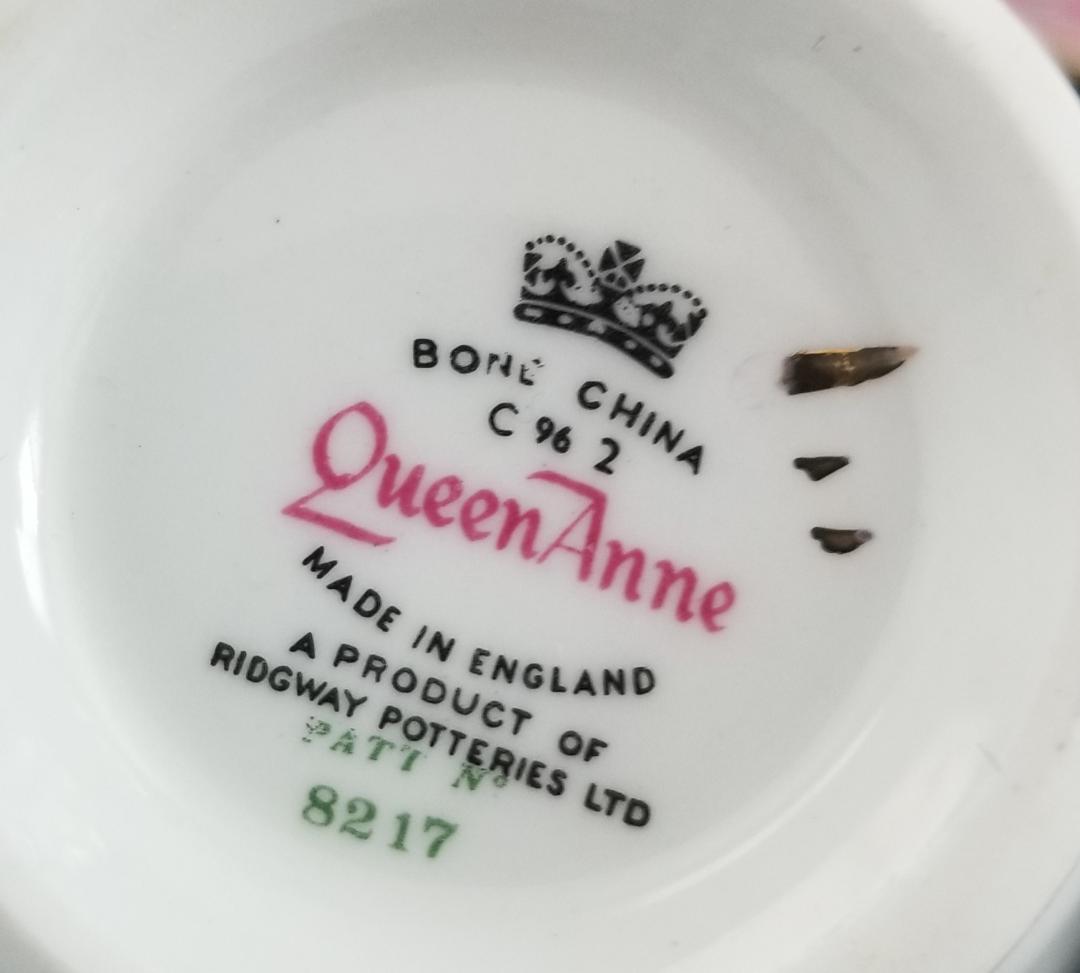 BONE CHINA
C 96 2
Queen Anne
MADE IN ENGLAND
A PRODUCT OF
RIDGWAY POTTERIES LTD
PATT No
8217